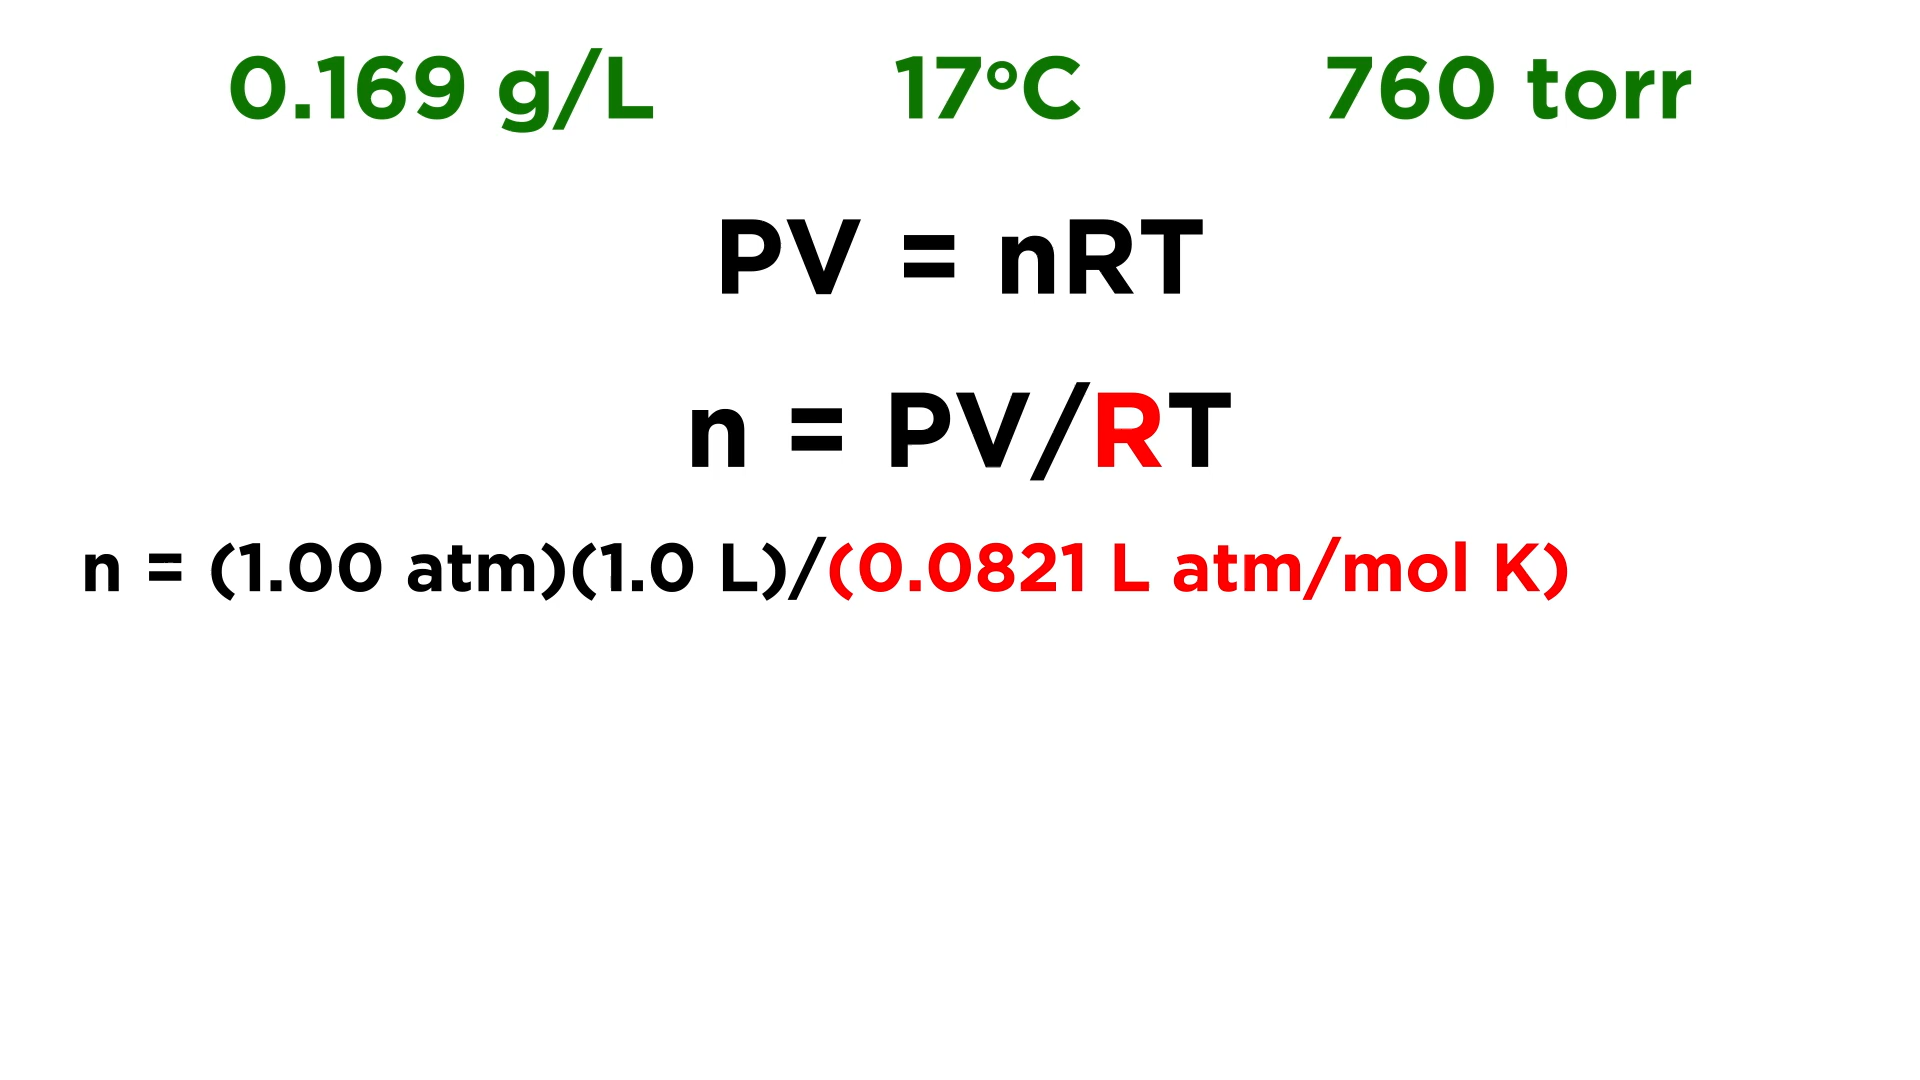 0.169 g/L 17°C 760 torr
PV = nRT
n = PV/RT
n = (1.00 atm)(1.0 L)/(0.0821 L atm/mol K)